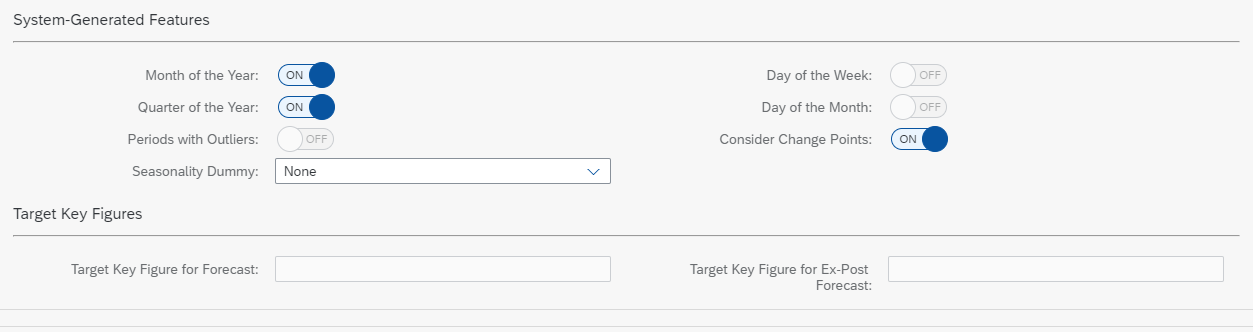 System-Generated Features
Month of the Year: ON
Day of the Week: OFF
Quarter of the Year: ON
Day of the Month: OFF
Periods with Outliers: OFF
Consider Change Points: ON
Seasonality Dummy: None
Target Key Figures
Target Key Figure for Forecast:
Target Key Figure for Ex-Post
Forecast: